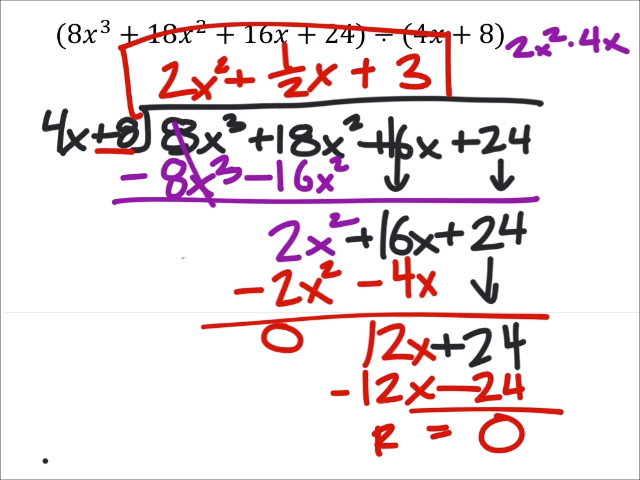 (8x³ + 18x² + 16x + 24) ÷ (4x + 8)
2x² · 4x
2x² + 1/2 x + 3
4x+8) 8x³ +18x² +16x +24
- 8x³ -16x²
2x² +16x + 24
- 2x² - 4x
0 12x+24
-12x-24
R = 0